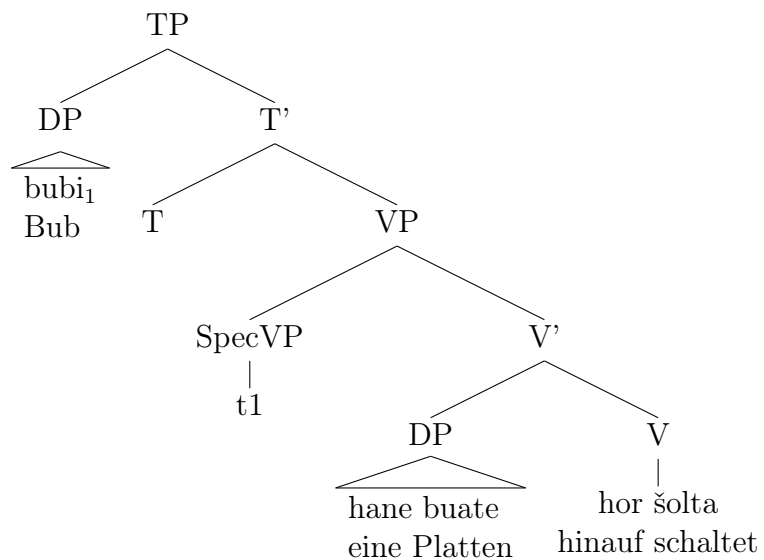 TP
DP T’
bubi₁
Bub
T VP
SpecVP V’
t1
DP V
hane buate hor šolta
eine Platten hinauf schaltet